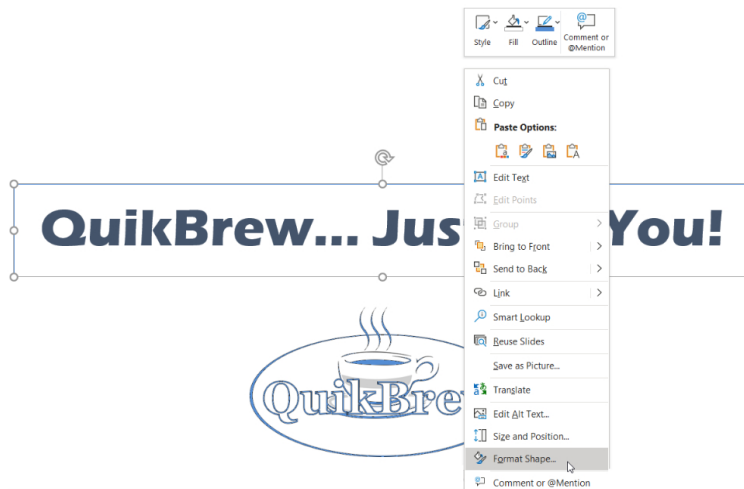 Style Fill Outline Comment or @Mention
Cut
Copy
Paste Options:
Edit Text
Edit Points
Group
Bring to Front
Send to Back
Link
Smart Lookup
Reuse Slides
Save as Picture...
Translate
Edit Alt Text...
Size and Position...
Format Shape...
Comment or @Mention
QuikBrew... Jus You!
QuikBre